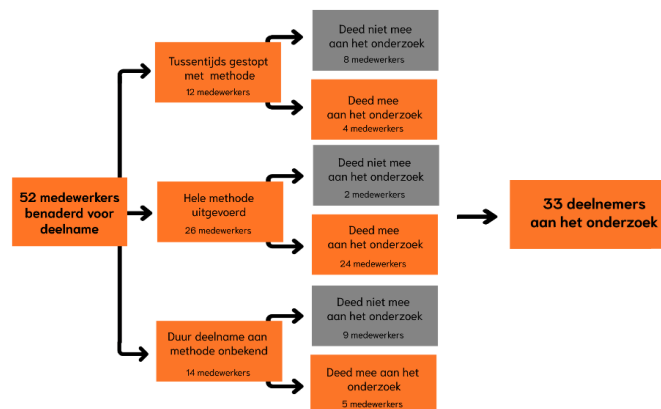 52 medewerkers
benaderd voor
deelname
Tussentijds gestopt
met methode
12 medewerkers
Deed niet mee
aan het onderzoek
8 medewerkers
Deed mee
aan het onderzoek
4 medewerkers
Hele methode
uitgevoerd
26 medewerkers
Deed niet mee
aan het onderzoek
2 medewerkers
Deed mee
aan het onderzoek
24 medewerkers
Duur deelname aan
methode onbekend
14 medewerkers
Deed niet mee
aan het onderzoek
9 medewerkers
Deed mee aan het
onderzoek
5 medewerkers
33 deelnemers
aan het onderzoek